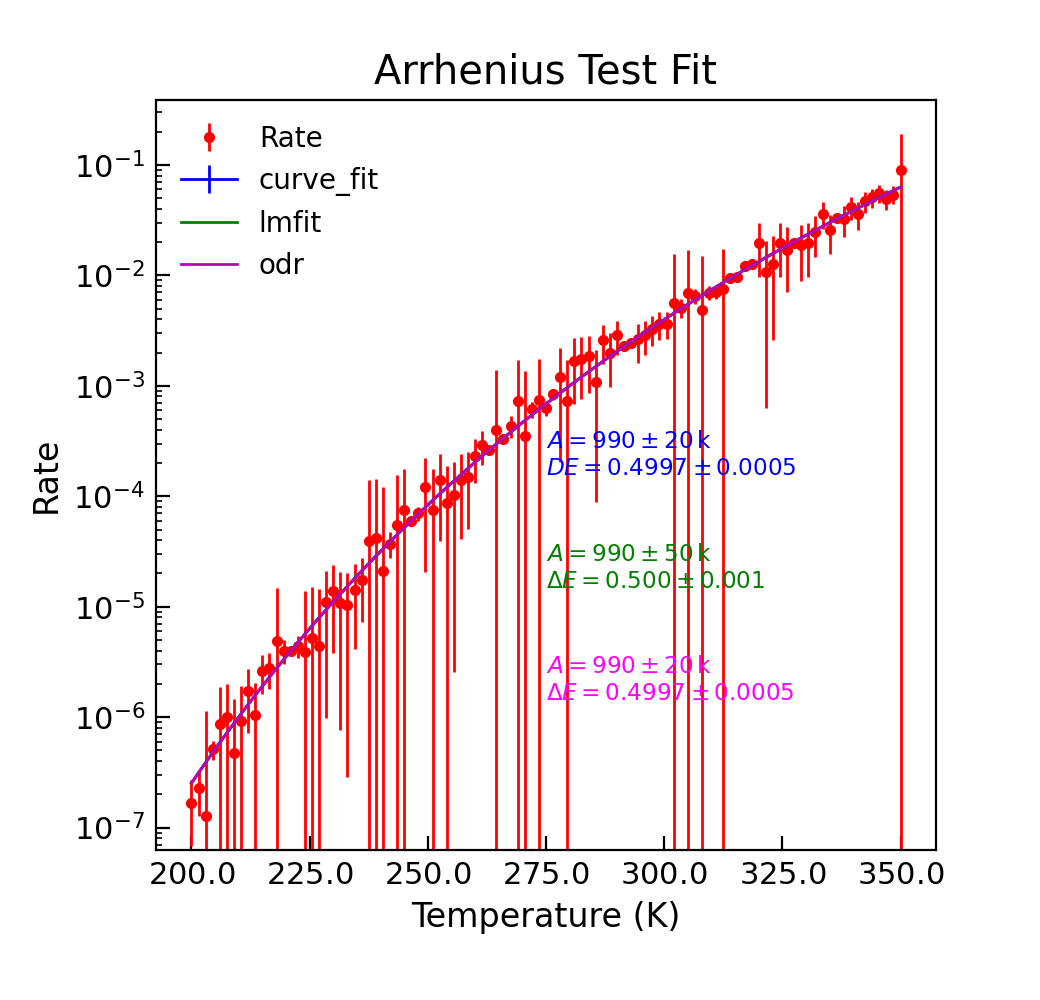 Arrhenius Test Fit
Rate
curve_fit
lmfit
odr
10⁻¹
10⁻²
10⁻³
10⁻⁴
10⁻⁵
10⁻⁶
10⁻⁷
Rate
A = 990 ± 20 k
DE = 0.4997 ± 0.0005
A = 990 ± 50 k
ΔE = 0.500 ± 0.001
A = 990 ± 20 k
ΔE = 0.4997 ± 0.0005
200.0 225.0 250.0 275.0 300.0 325.0 350.0
Temperature (K)